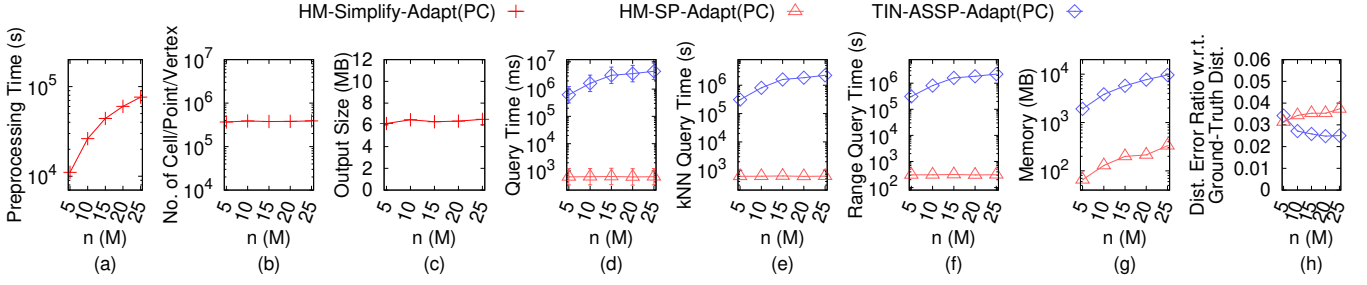 HM-Simplify-Adapt(PC) HM-SP-Adapt(PC) TIN-ASSP-Adapt(PC)
Preprocessing Time (s)
10^5
10^4
5 10 15 20 25
n (M)
(a)
No. of Cell/Point/Vertex
10^7
10^6
10^5
10^4
5 10 15 20 25
n (M)
(b)
Output Size (MB)
12
10
8
6
4
2
0
5 10 15 20 25
n (M)
(c)
Query Time (ms)
10^7
10^6
10^5
10^4
10^3
5 10 15 20 25
n (M)
(d)
kNN Query Time (s)
10^6
10^5
10^4
10^3
5 10 15 20 25
n (M)
(e)
Range Query Time (s)
10^6
10^5
10^4
10^3
10^2
5 10 15 20 25
n (M)
(f)
Memory (MB)
10^4
10^3
10^2
5 10 15 20 25
n (M)
(g)
Dist. Error Ratio w.r.t.
Ground-Truth Dist.
0.06
0.05
0.04
0.03
0.02
0.01
0
5 10 15 20 25
n (M)
(h)